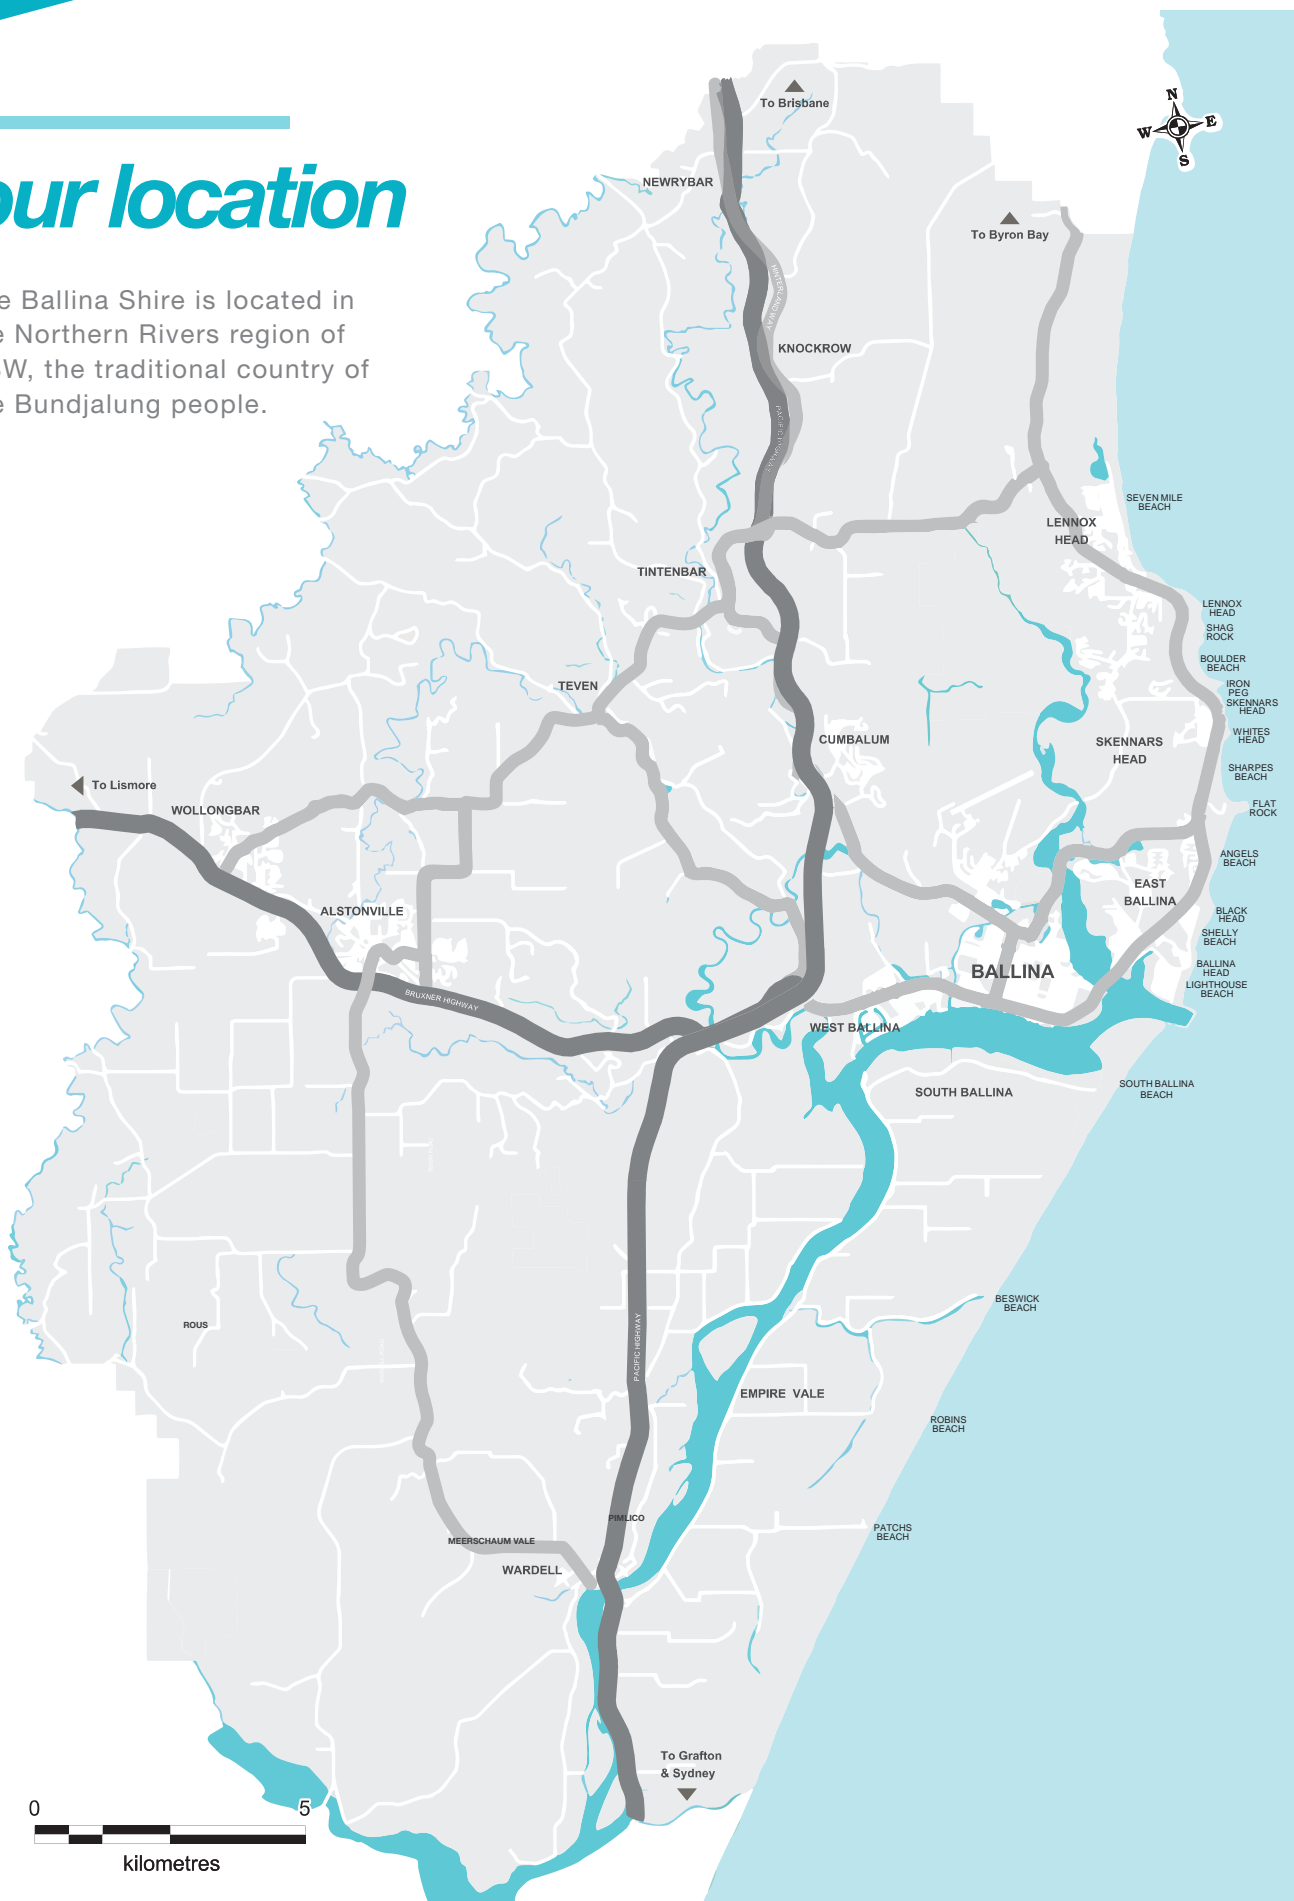 our location
e Ballina Shire is located in
e Northern Rivers region of
SW, the traditional country of
e Bundjalung people.
To Brisbane
N
W
E
S
NEWRYBAR
To Byron Bay
HINTERLAND WAY
KNOCKROW
PACIFIC HIGHWAY
SEVEN MILE
BEACH
LENNOX
HEAD
TINTENBAR
LENNOX
HEAD
SHAG
ROCK
BOULDER
BEACH
TEVEN
IRON
PEG
SKENNARS
HEAD
WHITES
HEAD
CUMBALUM
SKENNARS
HEAD
SHARPES
BEACH
To Lismore
WOLLONGBAR
FLAT
ROCK
ANGELS
BEACH
EAST
BALLINA
ALSTONVILLE
BLACK
HEAD
SHELLY
BEACH
BALLINA
BALLINA
HEAD
LIGHTHOUSE
BEACH
BRUXNER HIGHWAY
WEST BALLINA
SOUTH BALLINA
SOUTH BALLINA
BEACH
BESWICK
BEACH
ROUS
PACIFIC HIGHWAY
EMPIRE VALE
ROBINS
BEACH
PIMLICO
PATCHS
BEACH
MEERSCHAUM VALE
WARDELL
To Grafton
& Sydney
0
5
kilometres